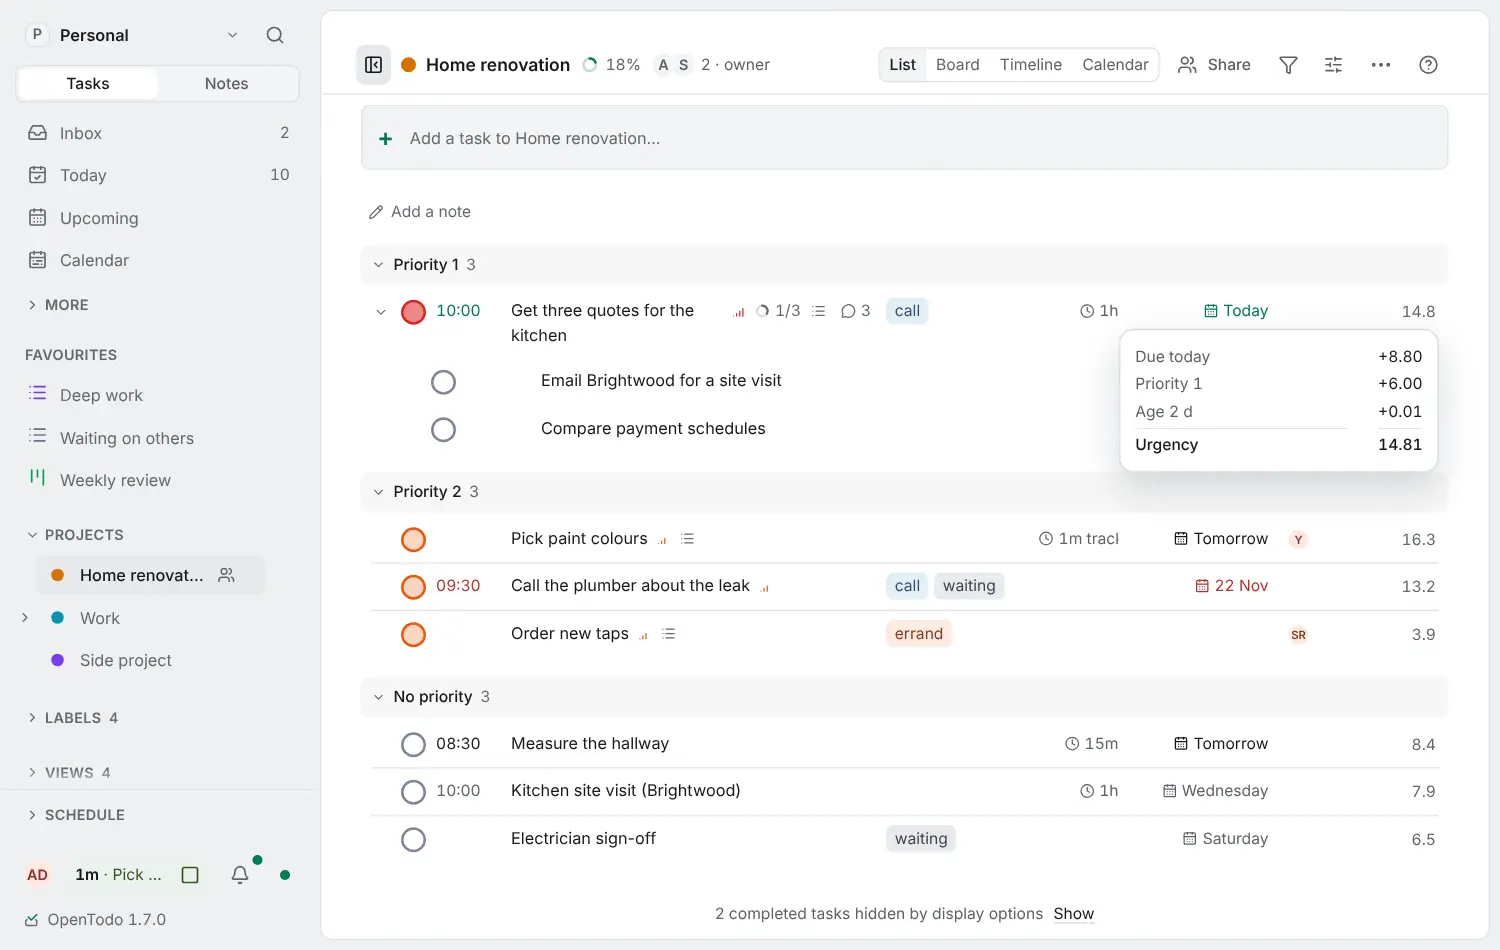 P Personal
Tasks Notes
Inbox 2
Today 10
Upcoming
Calendar
MORE
FAVOURITES
Deep work
Waiting on others
Weekly review
PROJECTS
Home renovat...
Work
Side project
LABELS 4
VIEWS 4
SCHEDULE
AD 1m · Pick ...
OpenTodo 1.7.0
Home renovation 18% A S 2 · owner List Board Timeline Calendar Share
+ Add a task to Home renovation...
Add a note
Priority 1 3
10:00 Get three quotes for the kitchen 1/3 3 call 1h Today 14.8
Email Brightwood for a site visit
Compare payment schedules
Due today +8.80
Priority 1 +6.00
Age 2 d +0.01
Urgency 14.81
Priority 2 3
Pick paint colours 1m track Tomorrow Y 16.3
09:30 Call the plumber about the leak call waiting 22 Nov 13.2
Order new taps errand SR 3.9
No priority 3
08:30 Measure the hallway 15m Tomorrow 8.4
10:00 Kitchen site visit (Brightwood) 1h Wednesday 7.9
Electrician sign-off waiting Saturday 6.5
2 completed tasks hidden by display options Show